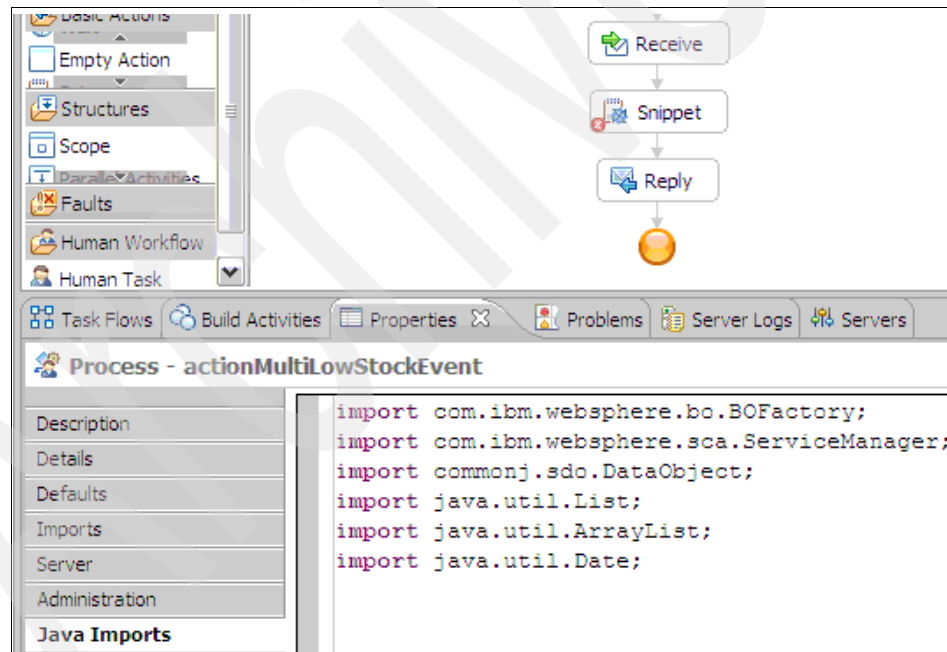 Basic Actions
Empty Action
Structures
Scope
Parallel Activities
Faults
Human Workflow
Human Task
Receive
Snippet
Reply
Task Flows
Build Activities
Properties
Problems
Server Logs
Servers
Process - actionMultiLowStockEvent
Description
Details
Defaults
Imports
Server
Administration
Java Imports
import com.ibm.websphere.bo.BOFactory;
import com.ibm.websphere.sca.ServiceManager;
import commonj.sdo.DataObject;
import java.util.List;
import java.util.ArrayList;
import java.util.Date;